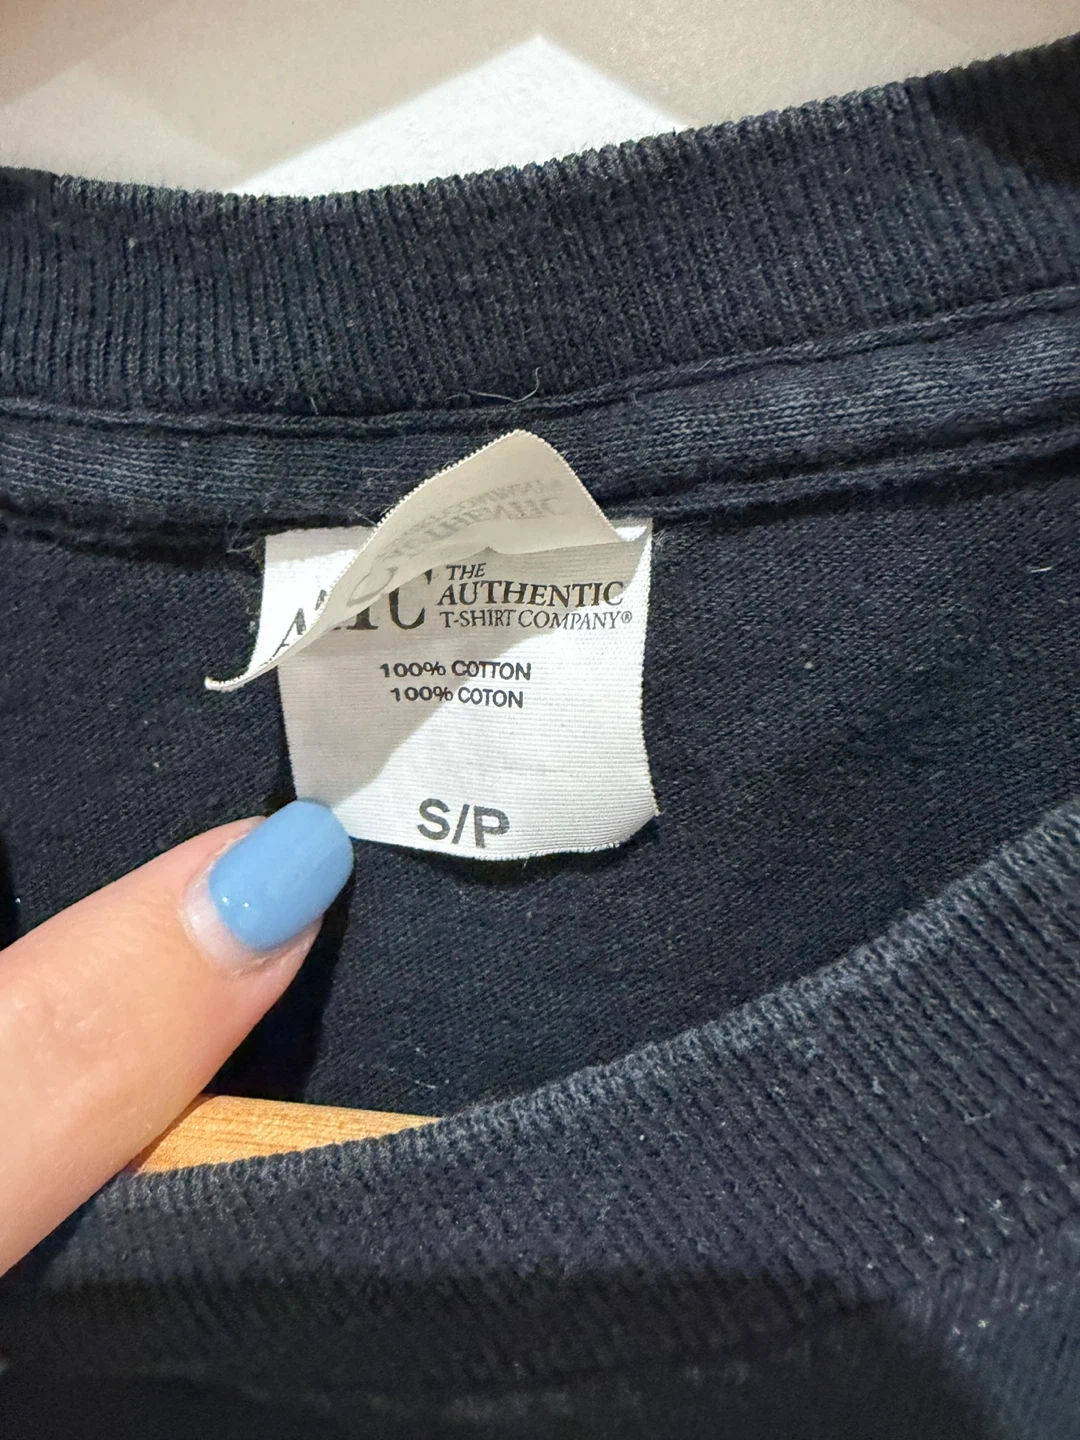 THE
AUTHENTIC
T-SHIRT COMPANY®
100% COTTON
100% COTON
S/P